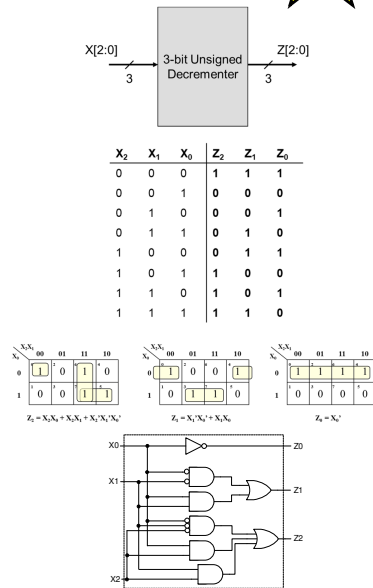 X[2:0] 3-bit Unsigned Decrementer Z[2:0]
3 3
X₂ X₁ X₀ Z₂ Z₁ Z₀
0 0 0 1 1 1
0 0 1 0 0 0
0 1 0 0 0 1
0 1 1 0 1 0
1 0 0 0 1 1
1 0 1 1 0 0
1 1 0 1 0 1
1 1 1 1 1 0
X₂X₁ X₂X₁ X₂X₁
X₀ 00 01 11 10 X₀ 00 01 11 10 X₀ 00 01 11 10
0 1 0 1 0 0 1 0 0 1 0 1 1 1 1
1 0 0 1 1 1 0 1 1 0 1 0 0 0 0
Z₂ = X₂X₀ + X₂X₁ + X₂'X₁'X₀' Z₁ = X₁'X₀' + X₁X₀ Z₀ = X₀'
X0 Z0
X1 Z1
Z2
X2